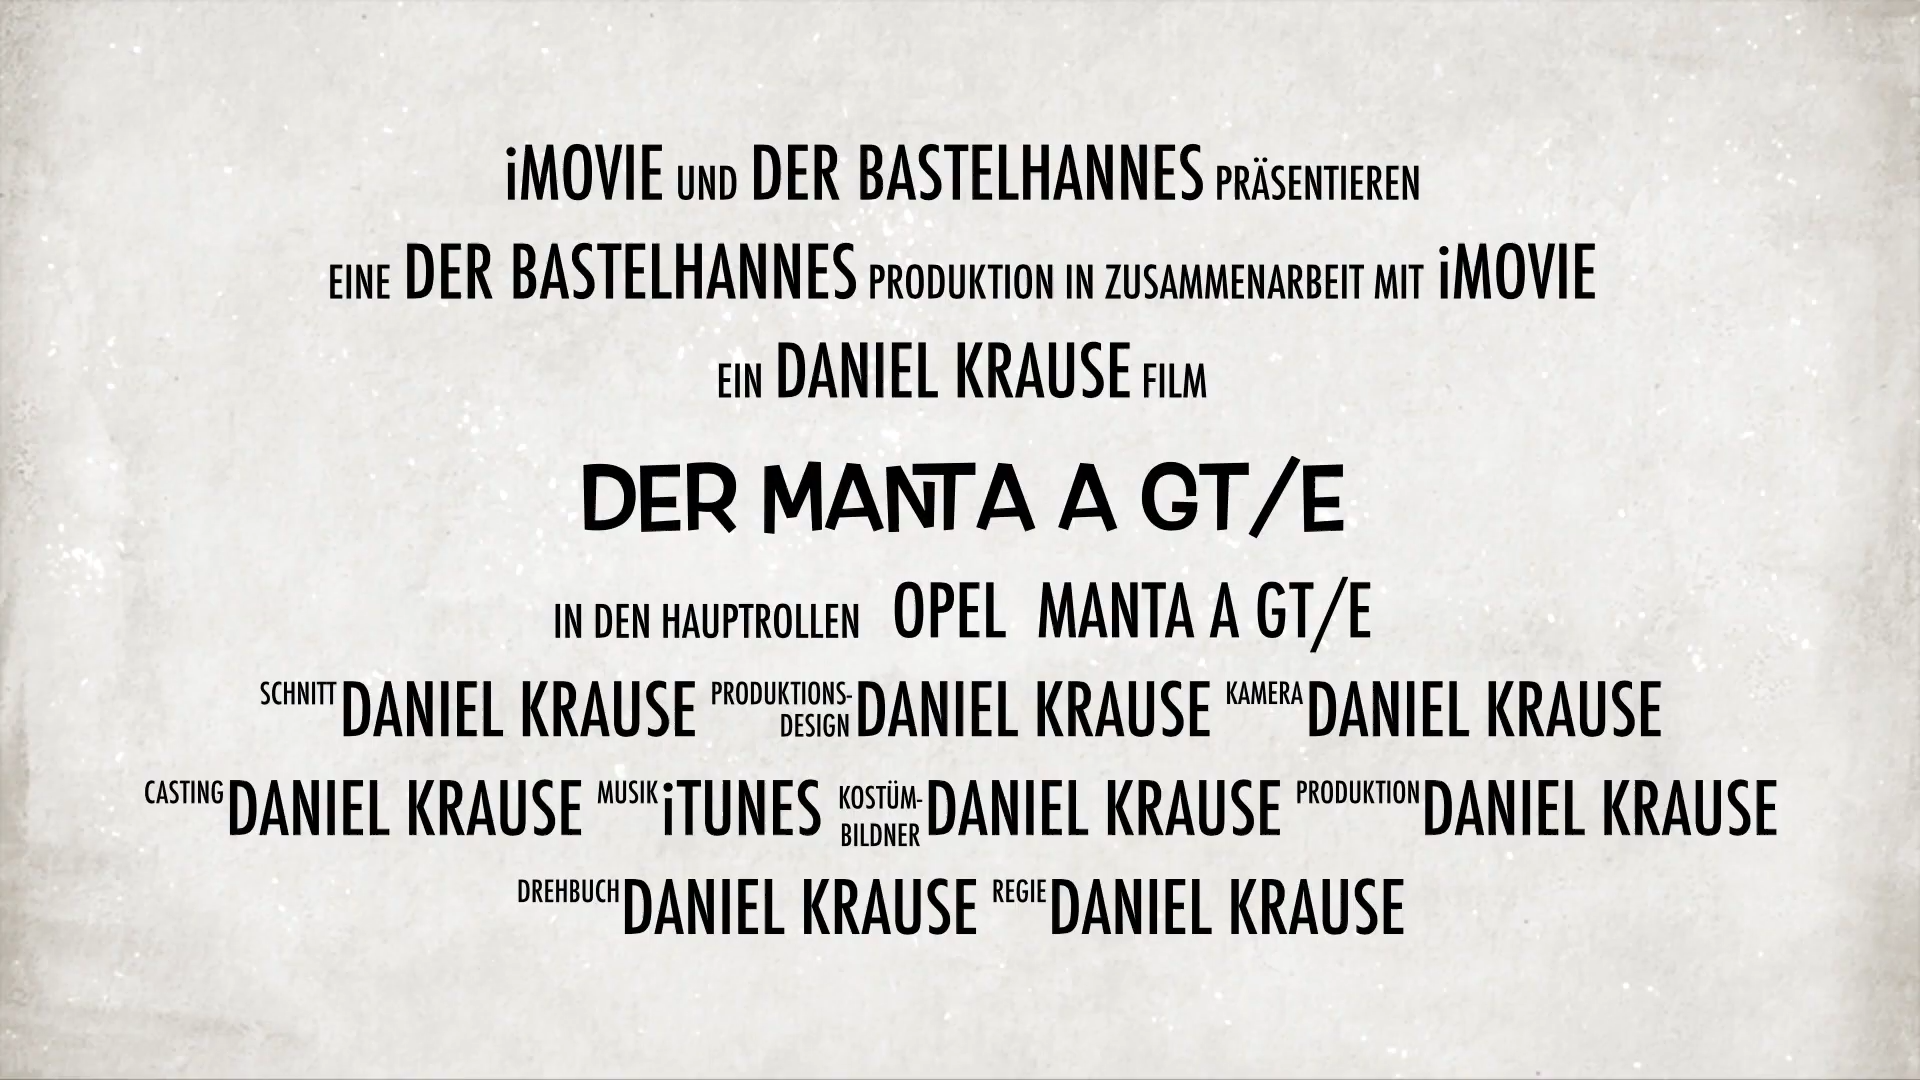 iMOVIE UND DER BASTELHANNES PRÄSENTIEREN
EINE DER BASTELHANNES PRODUKTION IN ZUSAMMENARBEIT MIT iMOVIE
EIN DANIEL KRAUSE FILM
DER MANTA A GT/E
IN DEN HAUPTROLLEN OPEL MANTA A GT/E
SCHNITT DANIEL KRAUSE PRODUKTIONS-DESIGN DANIEL KRAUSE KAMERA DANIEL KRAUSE
CASTING DANIEL KRAUSE MUSIK iTUNES KOSTÜM-BILDNER DANIEL KRAUSE PRODUKTION DANIEL KRAUSE
DREHBUCH DANIEL KRAUSE REGIE DANIEL KRAUSE